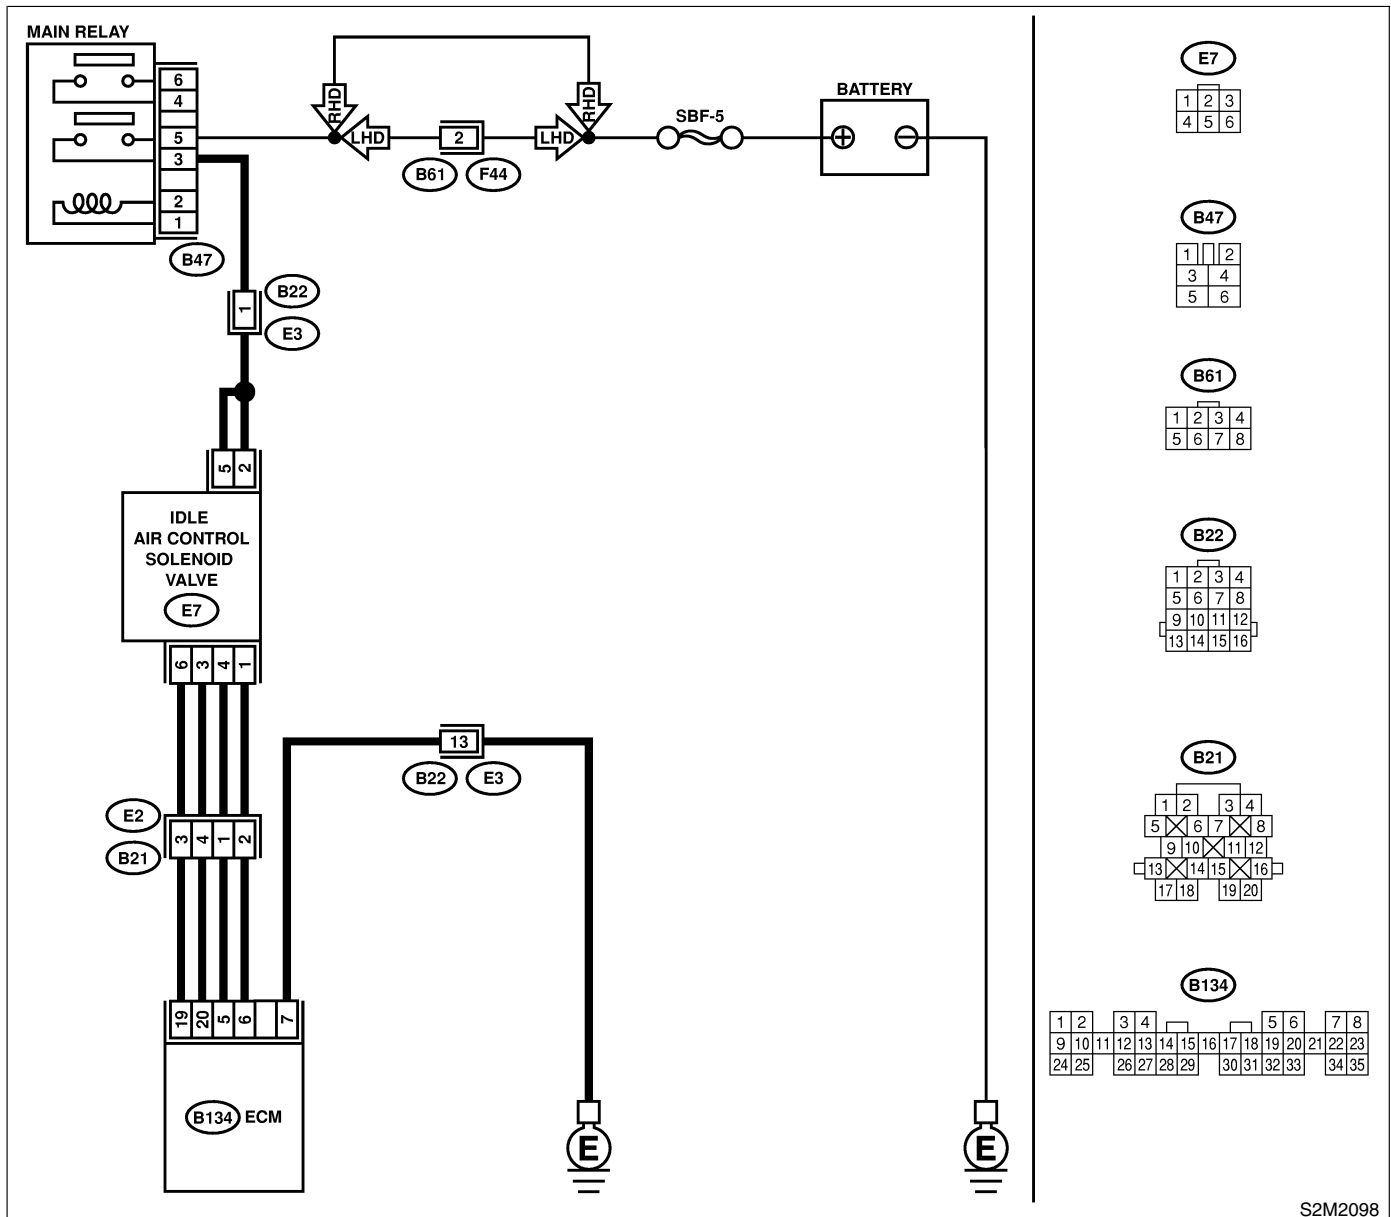 MAIN RELAY
6
4
5
3
2
1
B47
RHD
LHD
2
LHD
RHD
B61
F44
SBF-5
BATTERY
1
B22
E3
5
2
IDLE
AIR CONTROL
SOLENOID
VALVE
E7
6 3 4 1
E2
B21
3 4 1 2
13
B22
E3
19 20 5 6 7
B134 ECM
E
E
E7
1 2 3
4 5 6
B47
1 2
3 4
5 6
B61
1 2 3 4
5 6 7 8
B22
1 2 3 4
5 6 7 8
9 10 11 12
13 14 15 16
B21
1 2 3 4
5 6 7 8
9 10 11 12
13 14 15 16
17 18 19 20
B134
1 2 3 4 5 6 7 8
9 10 11 12 13 14 15 16 17 18 19 20 21 22 23
24 25 26 27 28 29 30 31 32 33 34 35
S2M2098